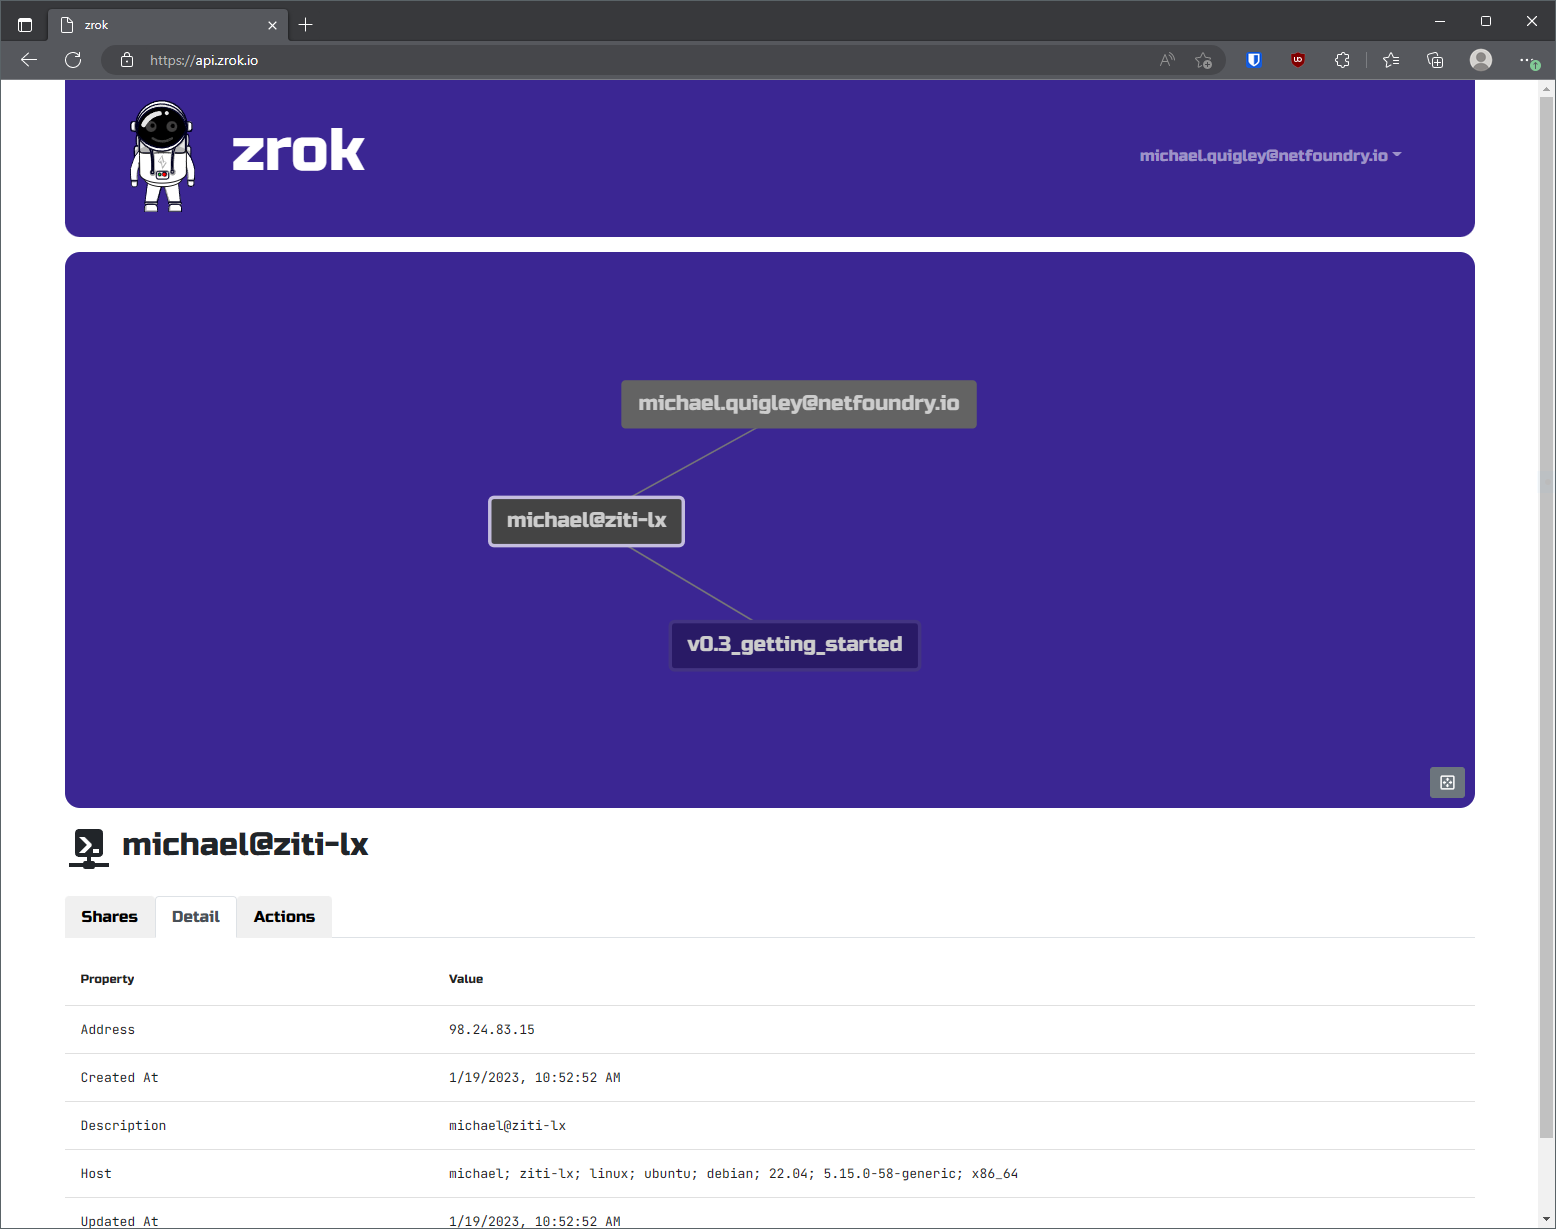 zrok
https://api.zrok.io
zrok
michael.quigley@netfoundry.io
michael.quigley@netfoundry.io
michael@ziti-lx
v0.3_getting_started
michael@ziti-lx
Shares Detail Actions
Property Value
Address 98.24.83.15
Created At 1/19/2023, 10:52:52 AM
Description michael@ziti-lx
Host michael; ziti-lx; linux; ubuntu; debian; 22.04; 5.15.0-58-generic; x86_64
Updated At 1/19/2023, 10:52:52 AM